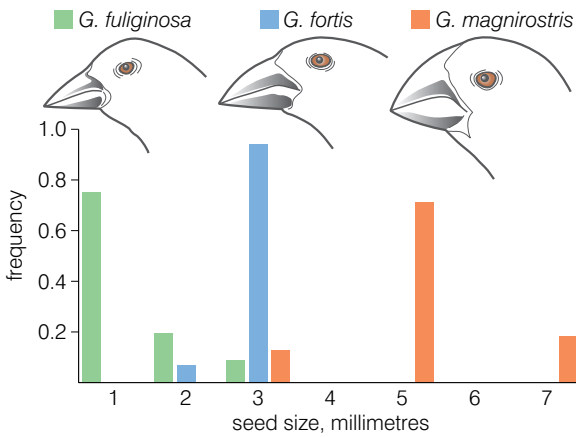 G. fuliginosa G. fortis G. magnirostris
1.0
0.8
0.6
0.4
0.2
frequency
1 2 3 4 5 6 7
seed size, millimetres